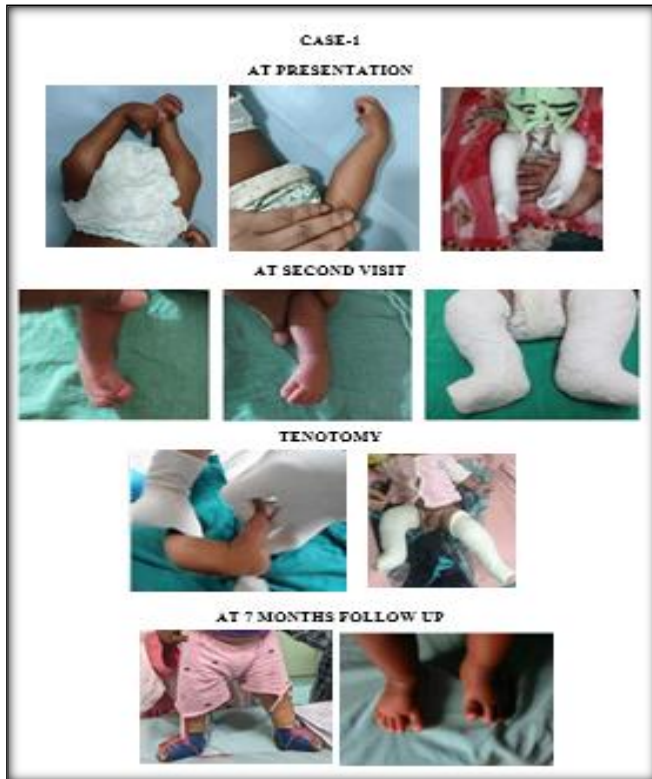 CASE-1
AT PRESENTATION
AT SECOND VISIT
TENOTOMY
AT 7 MONTHS FOLLOW UP